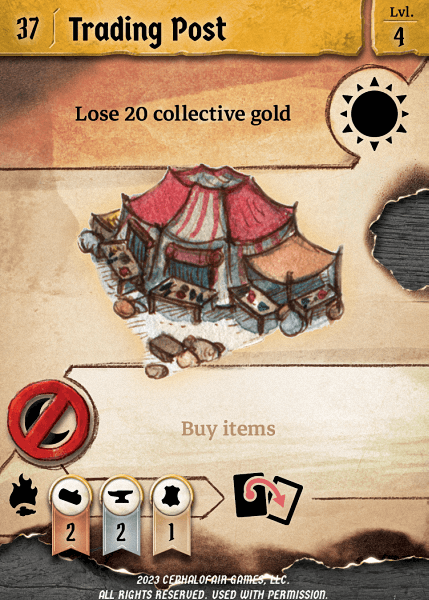 37 Trading Post
Lvl.
4
Lose 20 collective gold
Buy items
2 2 1
2023 CEPHALOFAIR GAMES, LLC.
ALL RIGHTS RESERVED. USED WITH PERMISSION.